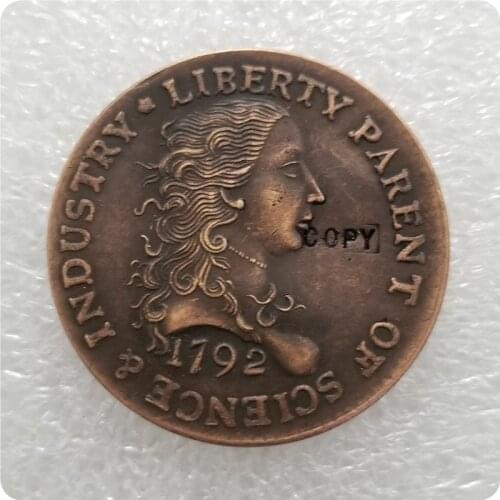 LIBERTY PARENT OF SCIENCE & INDUSTRY
COPY
1792